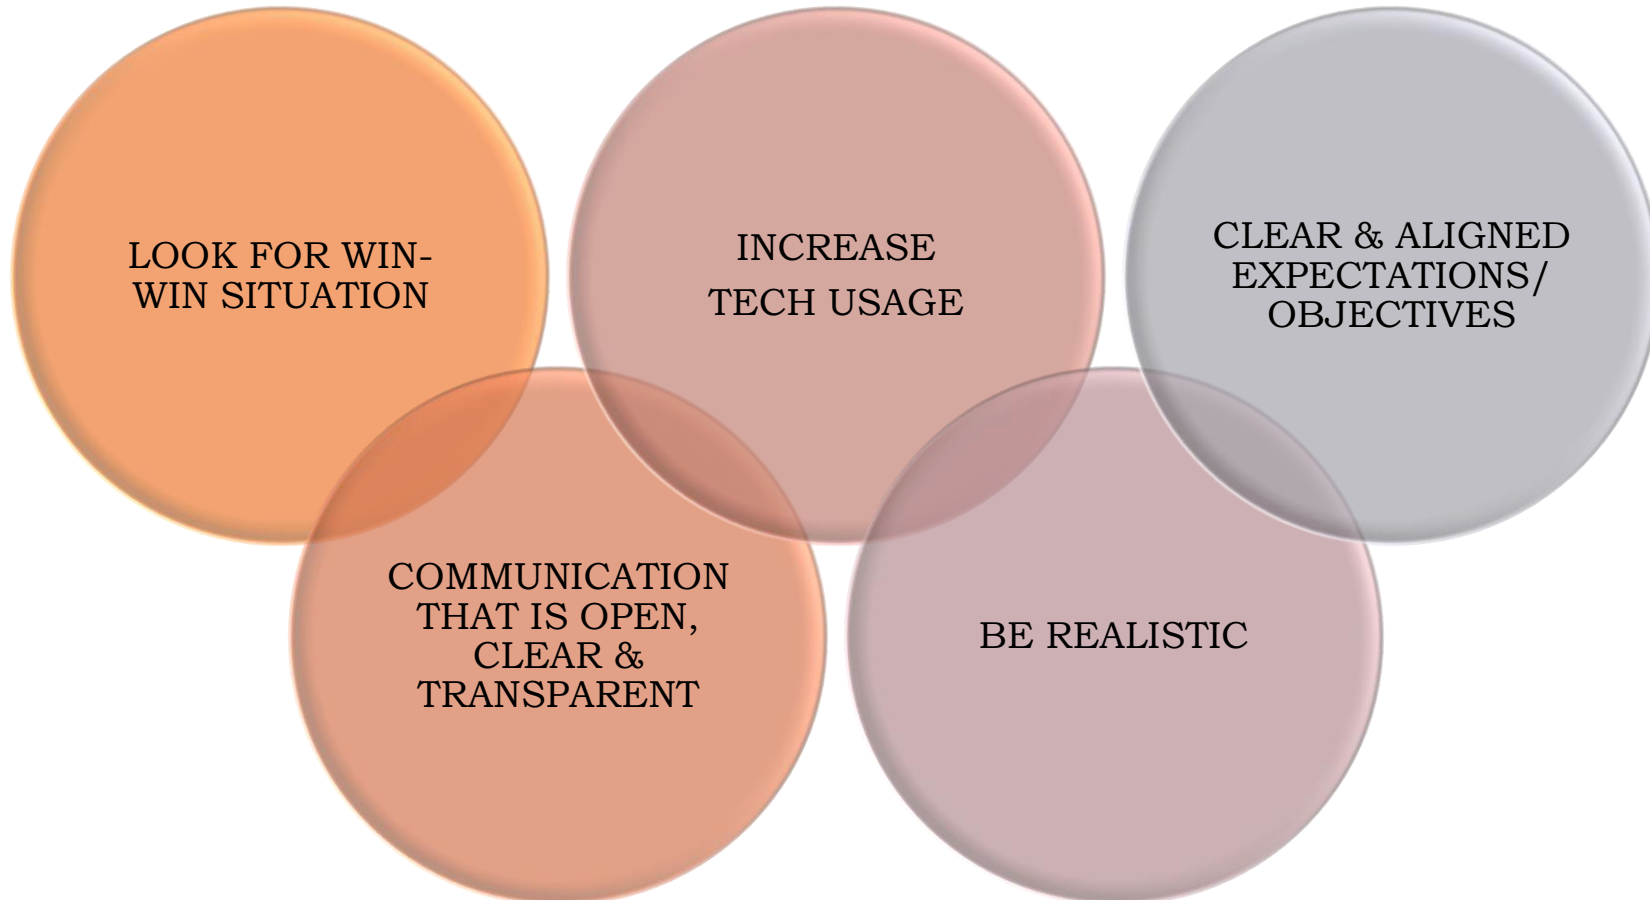 LOOK FOR WIN-
WIN SITUATION
COMMUNICATION
THAT IS OPEN,
CLEAR &
TRANSPARENT
INCREASE
TECH USAGE
BE REALISTIC
CLEAR & ALIGNED
EXPECTATIONS/
OBJECTIVES